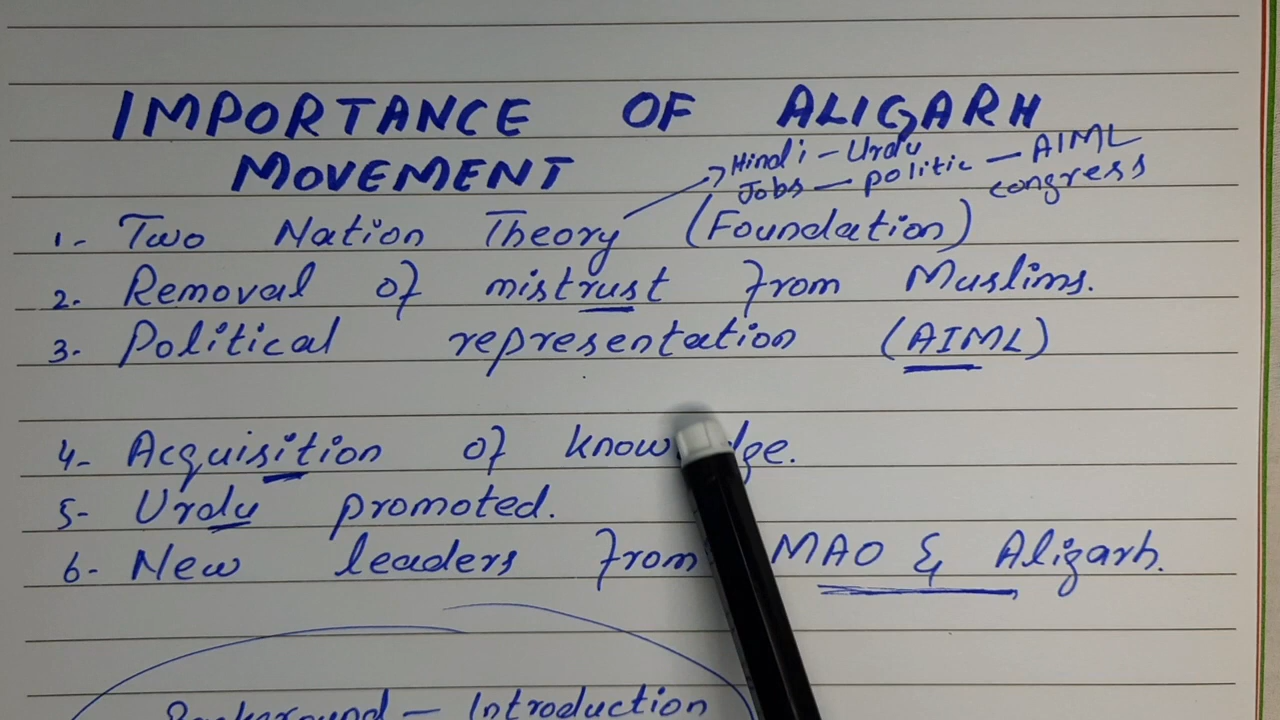 IMPORTANCE OF ALIGARH
MOVEMENT
Hindi - Urdu
Jobs - politic - AIML
congress
1- Two Nation Theory (Foundation)
2. Removal of mistrust from Muslims.
3. Political representation (AIML)
4- Acquisition of knowledge.
5- Urdu promoted.
6- New leaders from MAO & Aligarh.
Background - Introduction